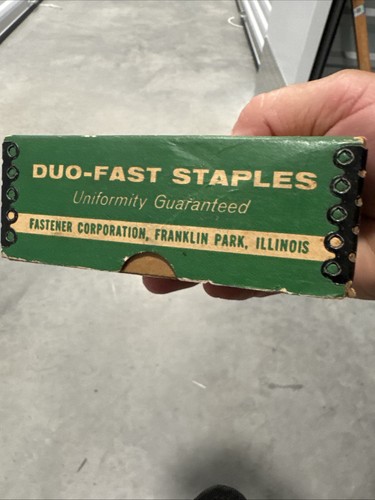 DUO-FAST STAPLES
Uniformity Guaranteed
FASTENER CORPORATION, FRANKLIN PARK, ILLINOIS